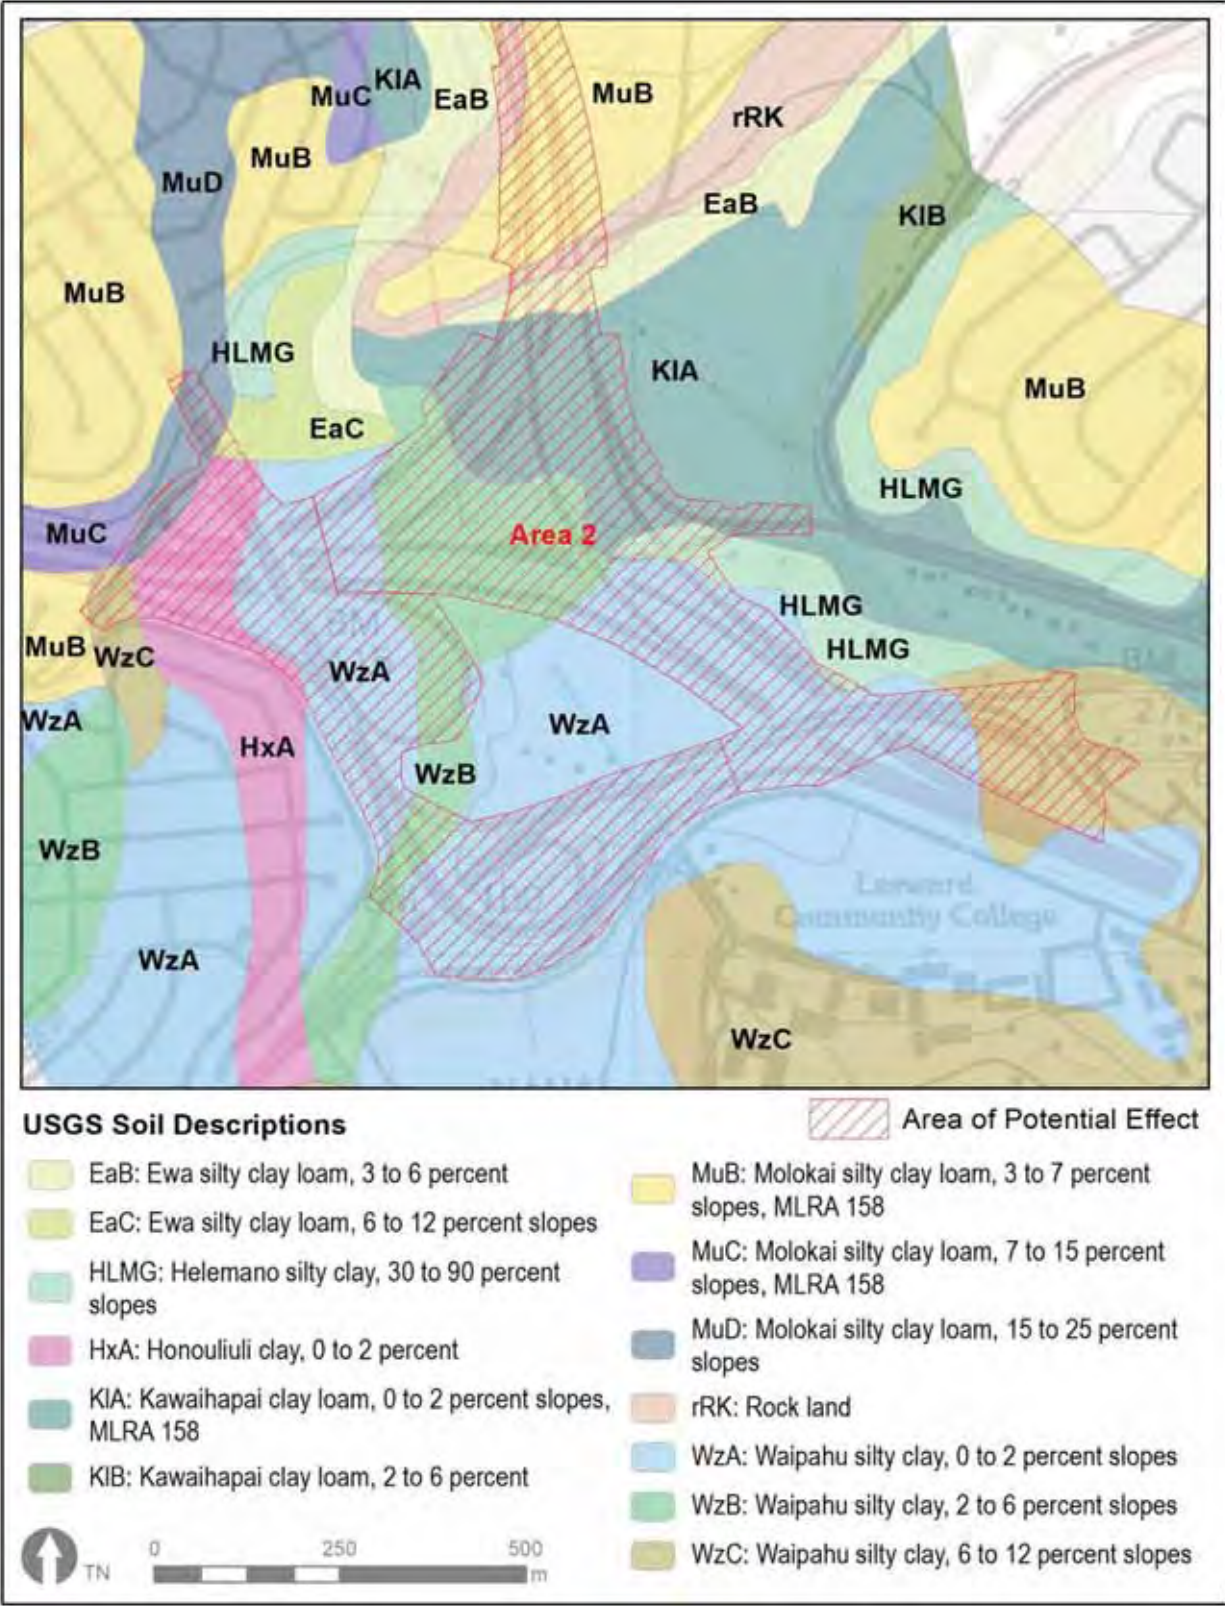 MuC
KIA
EaB
MuB
rRK
MuB
MuD
EaB
KIB
MuB
HLMG
KIA
MuB
EaC
HLMG
MuC
Area 2
HLMG
MuB
WzC
HLMG
WzA
WzA
WzA
HxA
WzB
WzB
Leeward
Community College
WzA
WzC
USGS Soil Descriptions
Area of Potential Effect
EaB: Ewa silty clay loam, 3 to 6 percent
EaC: Ewa silty clay loam, 6 to 12 percent slopes
HLMG: Helemano silty clay, 30 to 90 percent
slopes
HxA: Honouliuli clay, 0 to 2 percent
KIA: Kawaihapai clay loam, 0 to 2 percent slopes,
MLRA 158
KIB: Kawaihapai clay loam, 2 to 6 percent
MuB: Molokai silty clay loam, 3 to 7 percent
slopes, MLRA 158
MuC: Molokai silty clay loam, 7 to 15 percent
slopes, MLRA 158
MuD: Molokai silty clay loam, 15 to 25 percent
slopes
rRK: Rock land
WzA: Waipahu silty clay, 0 to 2 percent slopes
WzB: Waipahu silty clay, 2 to 6 percent slopes
WzC: Waipahu silty clay, 6 to 12 percent slopes
TN
0 250 500
m